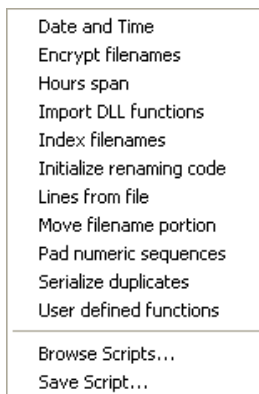 Date and Time
Encrypt filenames
Hours span
Import DLL functions
Index filenames
Initialize renaming code
Lines from file
Move filename portion
Pad numeric sequences
Serialize duplicates
User defined functions
Browse Scripts...
Save Script...